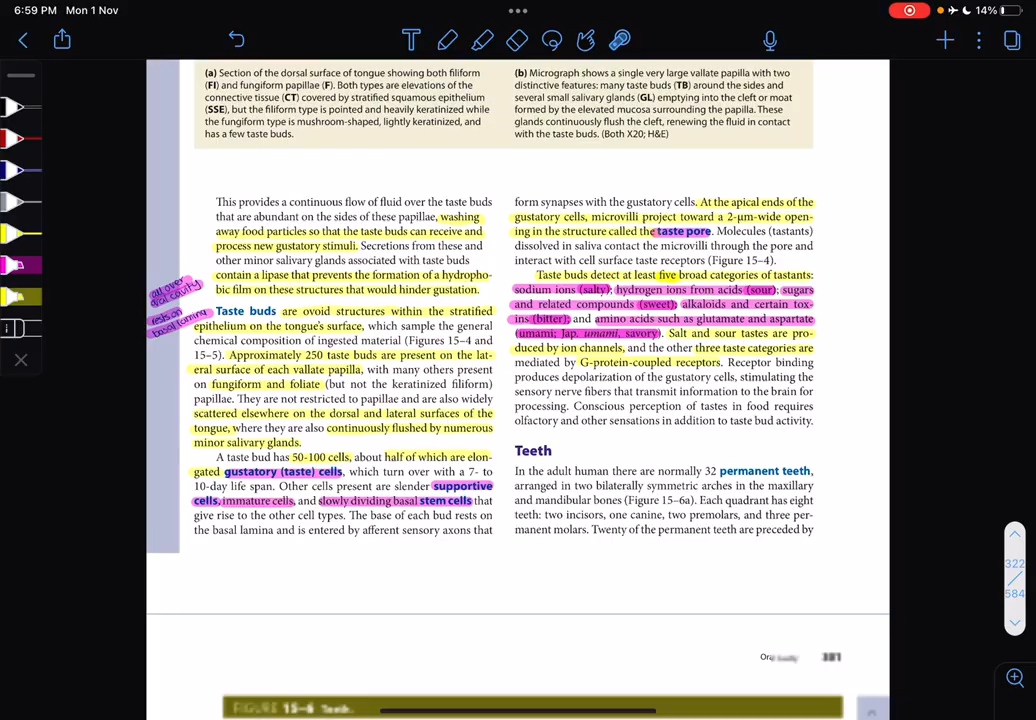 6:59 PM Mon 1 Nov
14%
(a) Section of the dorsal surface of tongue showing both filiform
(FI) and fungiform papillae (F). Both types are elevations of the
connective tissue (CT) covered by stratified squamous epithelium
(SSE), but the filiform type is pointed and heavily keratinized while
the fungiform type is mushroom-shaped, lightly keratinized, and
has a few taste buds.
(b) Micrograph shows a single very large vallate papilla with two
distinctive features: many taste buds (TB) around the sides and
several small salivary glands (GL) emptying into the cleft or moat
formed by the elevated mucosa surrounding the papilla. These
glands continuously flush the cleft, renewing the fluid in contact
with the taste buds. (Both X20; H&E)
This provides a continuous flow of fluid over the taste buds
that are abundant on the sides of these papillae, washing
away food particles so that the taste buds can receive and
process new gustatory stimuli. Secretions from these and
other minor salivary glands associated with taste buds
contain a lipase that prevents the formation of a hydropho-
bic film on these structures that would hinder gustation.
all over
oral cavity
rests on
basal lamina
Taste buds are ovoid structures within the stratified
epithelium on the tongue's surface, which sample the general
chemical composition of ingested material (Figures 15–4 and
15–5). Approximately 250 taste buds are present on the lat-
eral surface of each vallate papilla, with many others present
on fungiform and foliate (but not the keratinized filiform)
papillae. They are not restricted to papillae and are also widely
scattered elsewhere on the dorsal and lateral surfaces of the
tongue, where they are also continuously flushed by numerous
minor salivary glands.
A taste bud has 50-100 cells, about half of which are elon-
gated gustatory (taste) cells, which turn over with a 7- to
10-day life span. Other cells present are slender supportive
cells, immature cells, and slowly dividing basal stem cells that
give rise to the other cell types. The base of each bud rests on
the basal lamina and is entered by afferent sensory axons that
form synapses with the gustatory cells. At the apical ends of the
gustatory cells, microvilli project toward a 2-μm-wide open-
ing in the structure called the taste pore. Molecules (tastants)
dissolved in saliva contact the microvilli through the pore and
interact with cell surface taste receptors (Figure 15–4).
Taste buds detect at least five broad categories of tastants:
sodium ions (salty); hydrogen ions from acids (sour); sugars
and related compounds (sweet); alkaloids and certain tox-
ins (bitter); and amino acids such as glutamate and aspartate
(umami; Jap. umami, savory). Salt and sour tastes are pro-
duced by ion channels, and the other three taste categories are
mediated by G-protein-coupled receptors. Receptor binding
produces depolarization of the gustatory cells, stimulating the
sensory nerve fibers that transmit information to the brain for
processing. Conscious perception of tastes in food requires
olfactory and other sensations in addition to taste bud activity.
Teeth
In the adult human there are normally 32 permanent teeth,
arranged in two bilaterally symmetric arches in the maxillary
and mandibular bones (Figure 15–6a). Each quadrant has eight
teeth: two incisors, one canine, two premolars, and three per-
manent molars. Twenty of the permanent teeth are preceded by
322
584
Oral
FIGURE 15–6 Teeth.